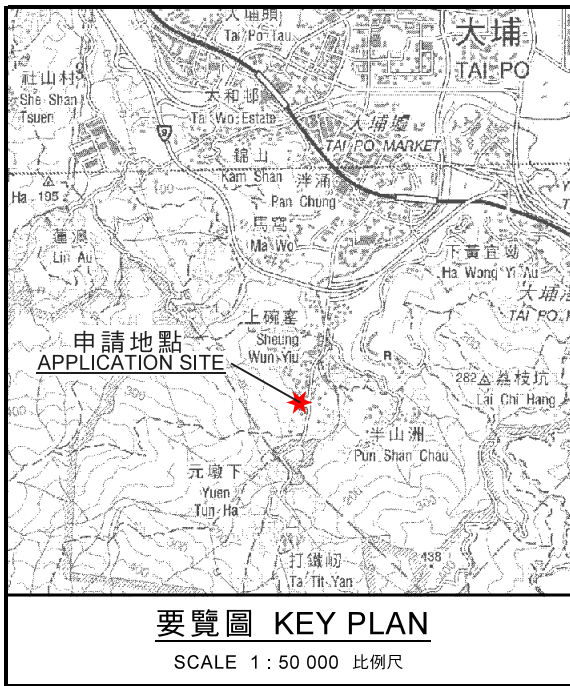 大埔頭
Tai Po Tau
大埔
TAI PO
社山村
She Shan
Tsuen
9
大和邨
Tai Wo Estate
大埔墟
TAI PO MARKET
錦山
Kam Shan
泮涌
Pan Chung
Ha 195
100
馬窩
Ma Wo
蓮澳
Lin Au
下黃宜坳
Ha Wong Yi Au
大埔
TAI PO
上碗窰
Sheung
Wun Yiu
申請地點
APPLICATION SITE
R
282
荔枝坑
Lai Chi Hang
半山洲
Pun Shan Chau
元墩下
Yuen
Tun Ha
200
300
打鐵屻
Ta Tit Yan
438
要覽圖 KEY PLAN
SCALE 1 : 50 000 比例尺